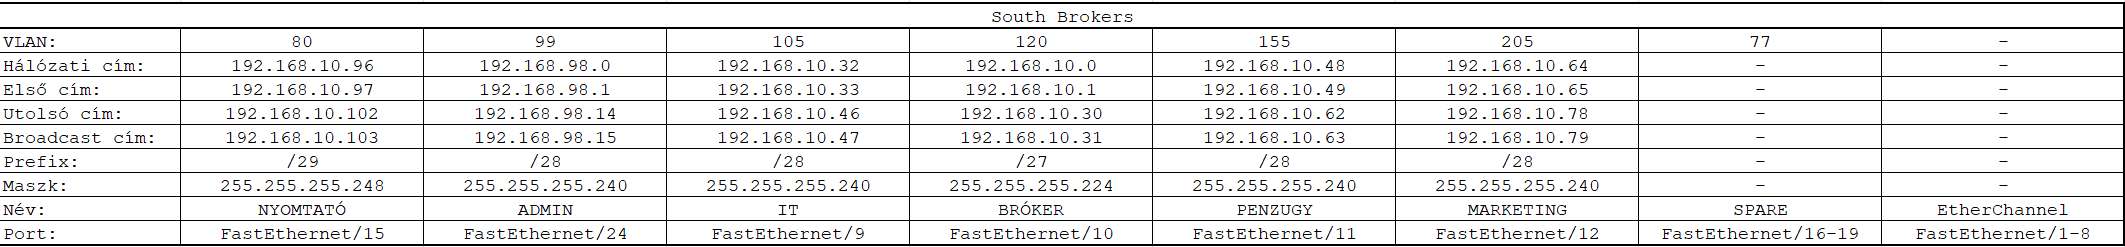 South Brokers
VLAN: 80 99 105 120 155 205 77 -
Hálózati cím: 192.168.10.96 192.168.98.0 192.168.10.32 192.168.10.0 192.168.10.48 192.168.10.64 - -
Első cím: 192.168.10.97 192.168.98.1 192.168.10.33 192.168.10.1 192.168.10.49 192.168.10.65 - -
Utolsó cím: 192.168.10.102 192.168.98.14 192.168.10.46 192.168.10.30 192.168.10.62 192.168.10.78 - -
Broadcast cím: 192.168.10.103 192.168.98.15 192.168.10.47 192.168.10.31 192.168.10.63 192.168.10.79 - -
Prefix: /29 /28 /28 /27 /28 /28 - -
Maszk: 255.255.255.248 255.255.255.240 255.255.255.240 255.255.255.224 255.255.255.240 255.255.255.240 - -
Név: NYOMTATÓ ADMIN IT BRÓKER PENZUGY MARKETING SPARE EtherChannel
Port: FastEthernet/15 FastEthernet/24 FastEthernet/9 FastEthernet/10 FastEthernet/11 FastEthernet/12 FastEthernet/16-19 FastEthernet/1-8